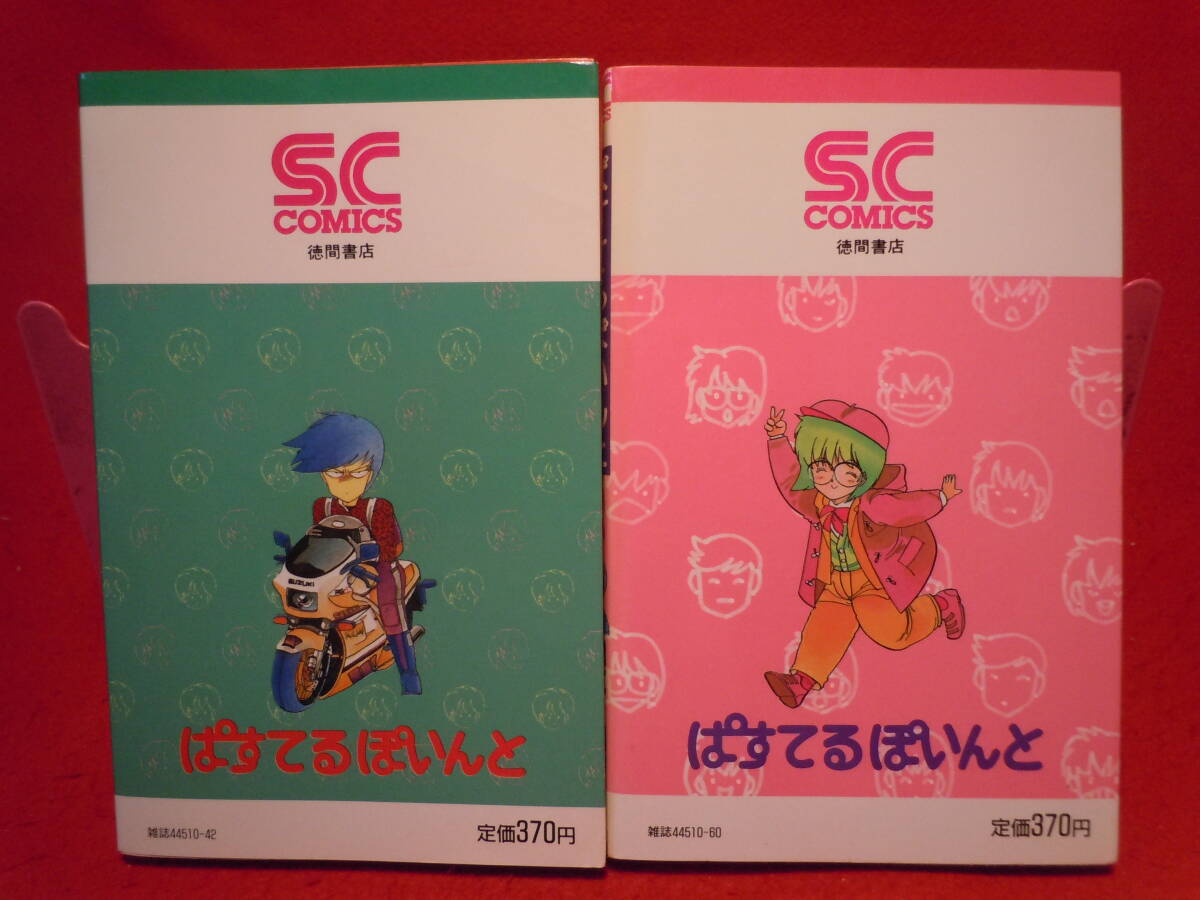 SC
COMICS
徳間書店
SUZUKI
ぱすてるぽいんと
雑誌44510-42
定価370円
SC
COMICS
徳間書店
ぱすてるぽいんと
雑誌44510-60
定価370円